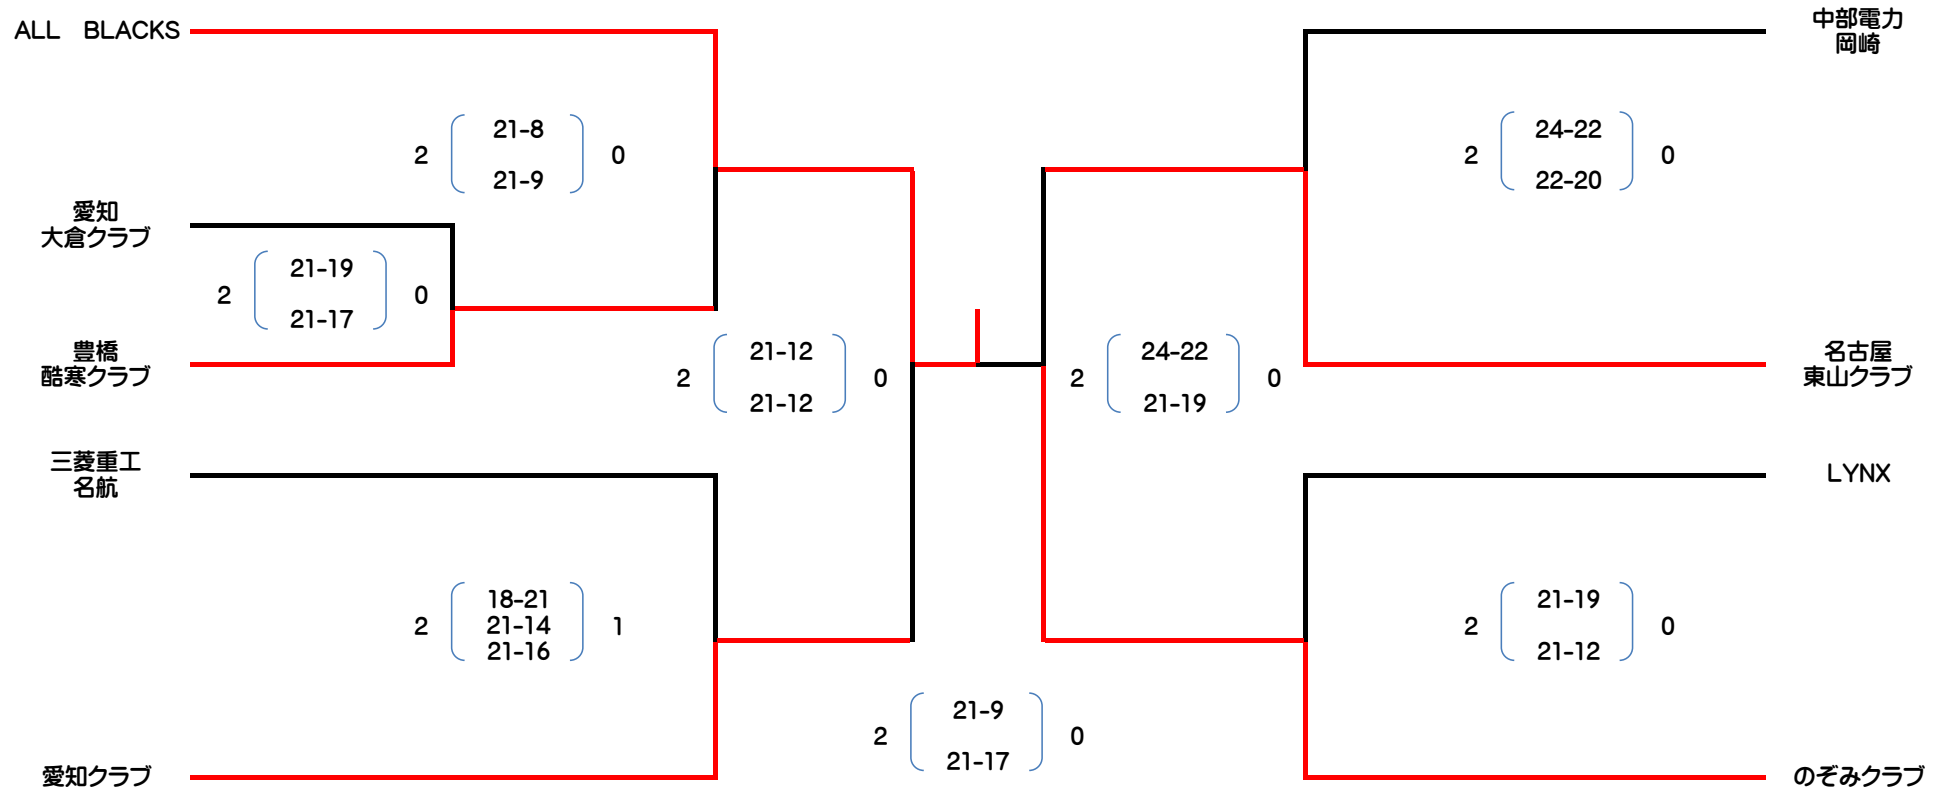 ALL　BLACKS
中部電力
岡崎
21-8
2
0
21-9
24-22
2
0
22-20
愛知
大倉クラブ
21-19
2
0
21-17
豊橋
酷寒クラブ
21-12
2
0
21-12
24-22
2
0
21-19
名古屋
東山クラブ
三菱重工
名航
LYNX
18-21
2
21-14
1
21-16
21-19
2
0
21-12
21-9
2
0
21-17
愛知クラブ
のぞみクラブ